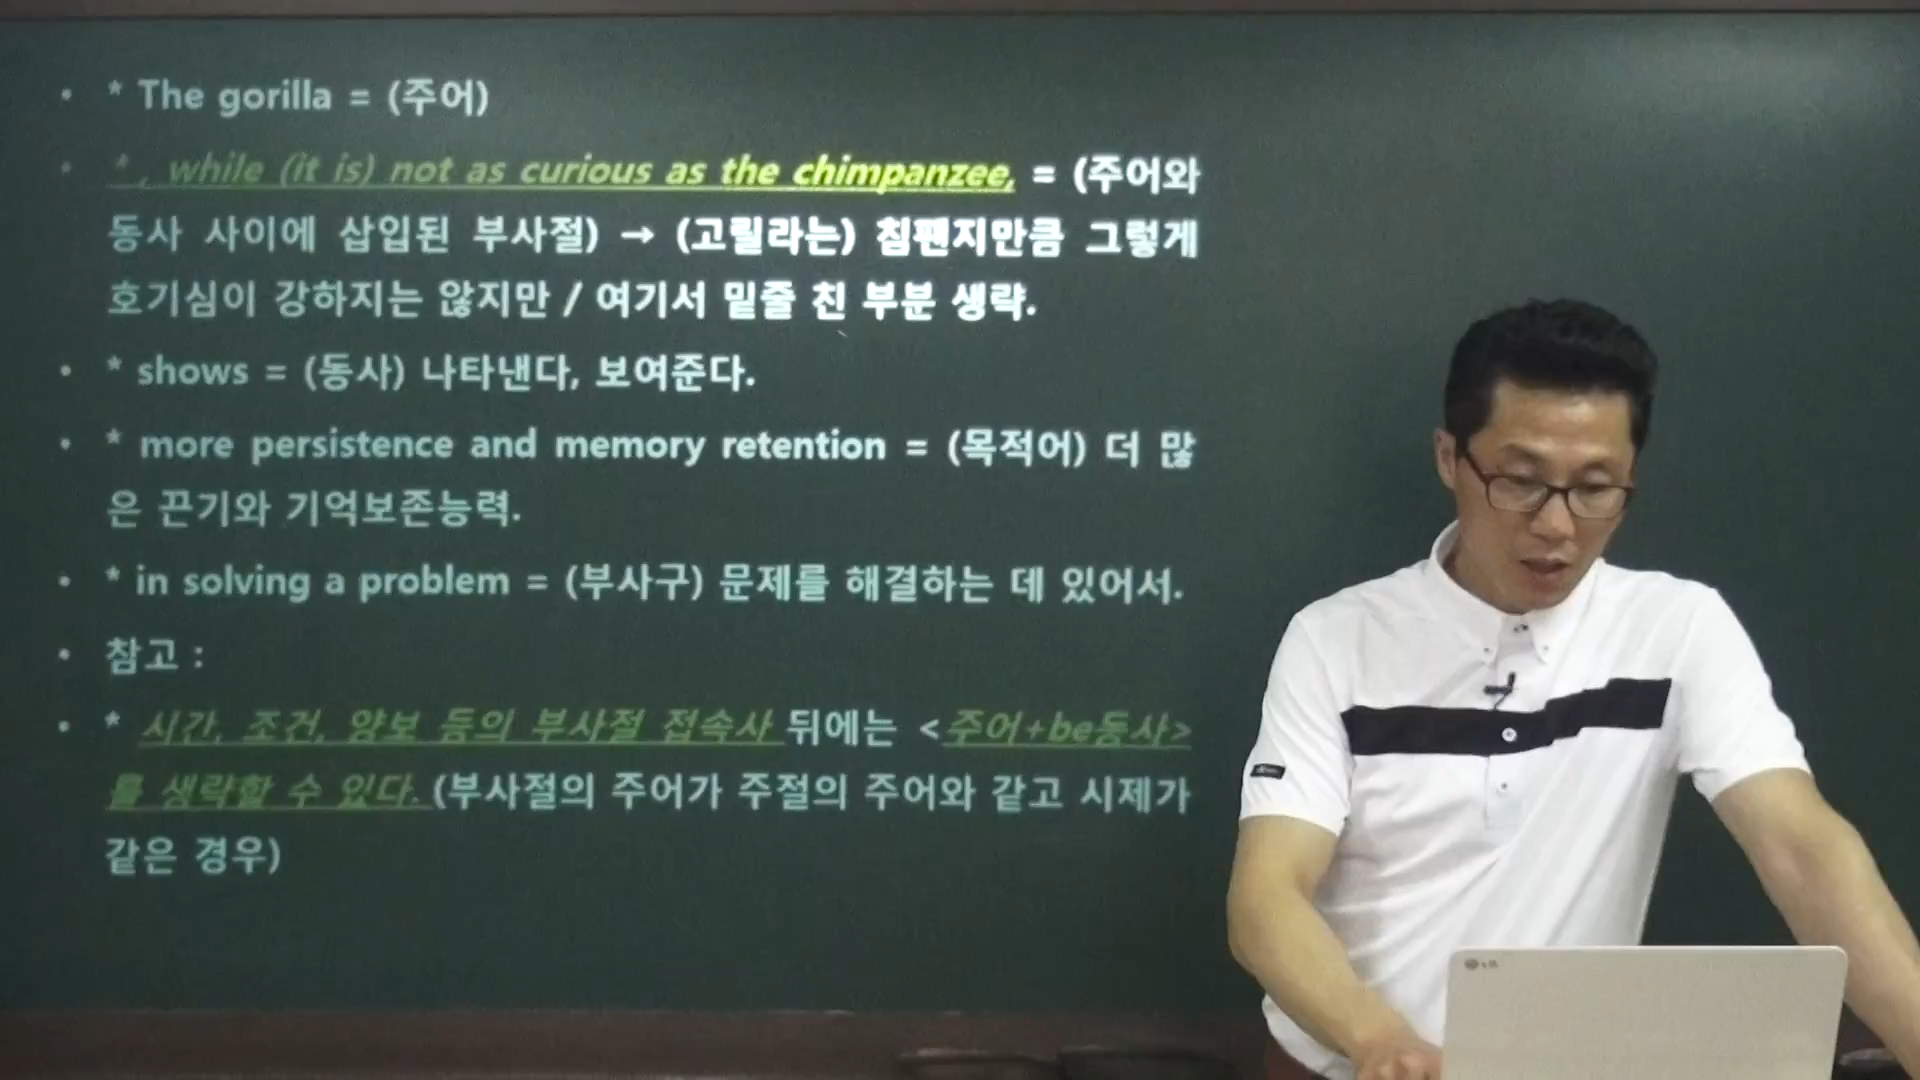 • * The gorilla = (주어)
• * , while (it is) not as curious as the chimpanzee, = (주어와
동사 사이에 삽입된 부사절) → (고릴라는) 침팬지만큼 그렇게
호기심이 강하지는 않지만 / 여기서 밑줄 친 부분 생략.
• * shows = (동사) 나타낸다, 보여준다.
• * more persistence and memory retention = (목적어) 더 많
은 끈기와 기억보존능력.
• * in solving a problem = (부사구) 문제를 해결하는 데 있어서.
• 참고 :
• * 시간, 조건, 양보 등의 부사절 접속사 뒤에는 <주어+be동사>
를 생략할 수 있다. (부사절의 주어가 주절의 주어와 같고 시제가
같은 경우)
LG